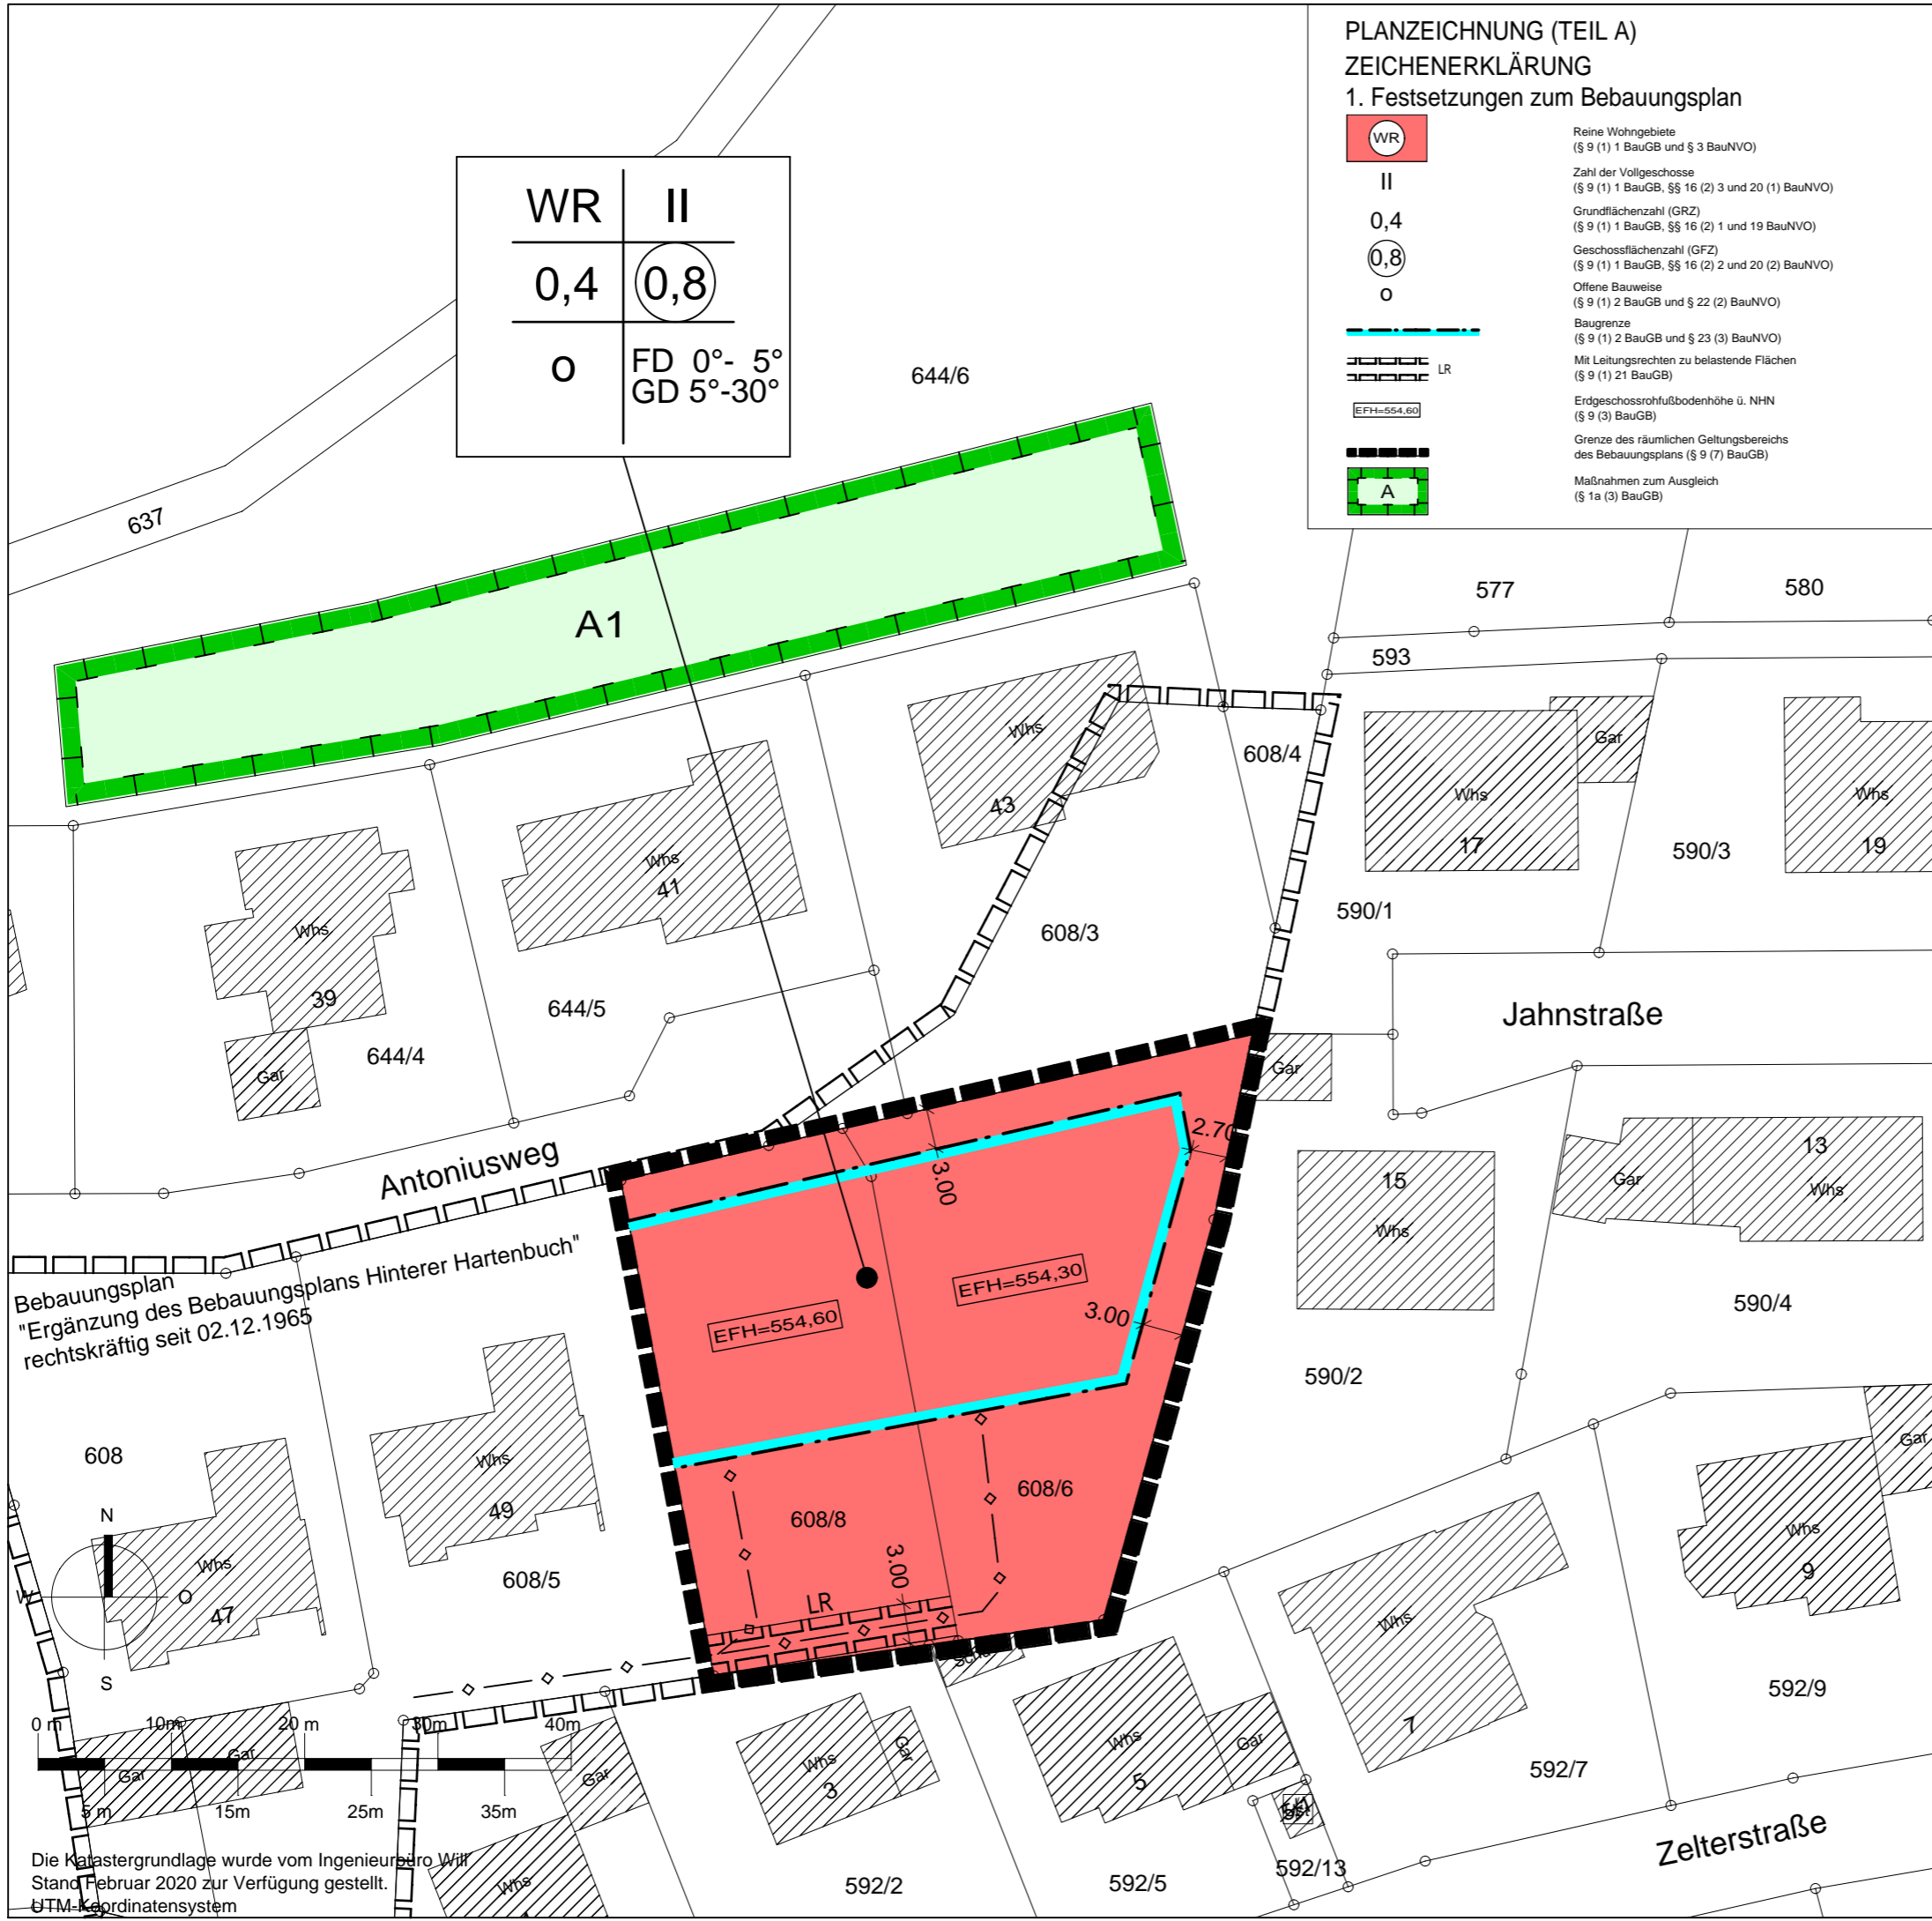 PLANZEICHNUNG (TEIL A)
ZEICHENERKLÄRUNG
1. Festsetzungen zum Bebauungsplan
WR
Reine Wohngebiete
(§ 9 (1) 1 BauGB und § 3 BauNVO)
II
Zahl der Vollgeschosse
(§ 9 (1) 1 BauGB, §§ 16 (2) 3 und 20 (1) BauNVO)
0,4
Grundflächenzahl (GRZ)
(§ 9 (1) 1 BauGB, §§ 16 (2) 1 und 19 BauNVO)
0,8
Geschossflächenzahl (GFZ)
(§ 9 (1) 1 BauGB, §§ 16 (2) 2 und 20 (2) BauNVO)
o
Offene Bauweise
(§ 9 (1) 2 BauGB und § 22 (2) BauNVO)
Baugrenze
(§ 9 (1) 2 BauGB und § 23 (3) BauNVO)
LR
Mit Leitungsrechten zu belastende Flächen
(§ 9 (1) 21 BauGB)
EFH=554,60
Erdgeschossrohfußbodenhöhe ü. NHN
(§ 9 (3) BauGB)
Grenze des räumlichen Geltungsbereichs
des Bebauungsplans (§ 9 (7) BauGB)
A
Maßnahmen zum Ausgleich
(§ 1a (3) BauGB)
WR II
0,4 0,8
o FD 0°- 5°
GD 5°-30°
644/6
637
A1
577
580
593
608/4
Whs
43
Whs
41
Whs
39
Gar
Whs
17
Gar
Whs
19
590/3
590/1
608/3
644/5
644/4
Jahnstraße
Antoniusweg
Gar
2.70
3.00
15
Whs
13
Gar
Whs
EFH=554,30
EFH=554,60
3.00
590/4
590/2
Bebauungsplan
"Ergänzung des Bebauungsplans Hinterer Hartenbuch"
rechtskräftig seit 02.12.1965
608
Whs
49
608/5
608/8
608/6
3.00
LR
N
W
O
S
Whs
47
Gar
Whs
9
Whs
7
592/9
592/7
Whs
5
Gar
Whs
3
Gar
Gar
Gar
Gar
0 m
10m
20 m
30m
40m
5 m
15m
25m
35m
Die Katastergrundlage wurde vom Ingenieurbüro Will
Stand Februar 2020 zur Verfügung gestellt.
UTM-Koordinatensystem
Whs
592/2
592/5
592/13
Zelterstraße